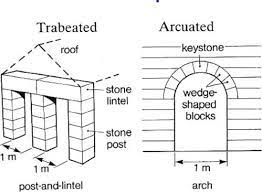 Trabeated
roof
stone
lintel
stone
post
1 m
1 m
post-and-lintel
Arcuated
keystone
wedge-
shaped
blocks
1 m
arch